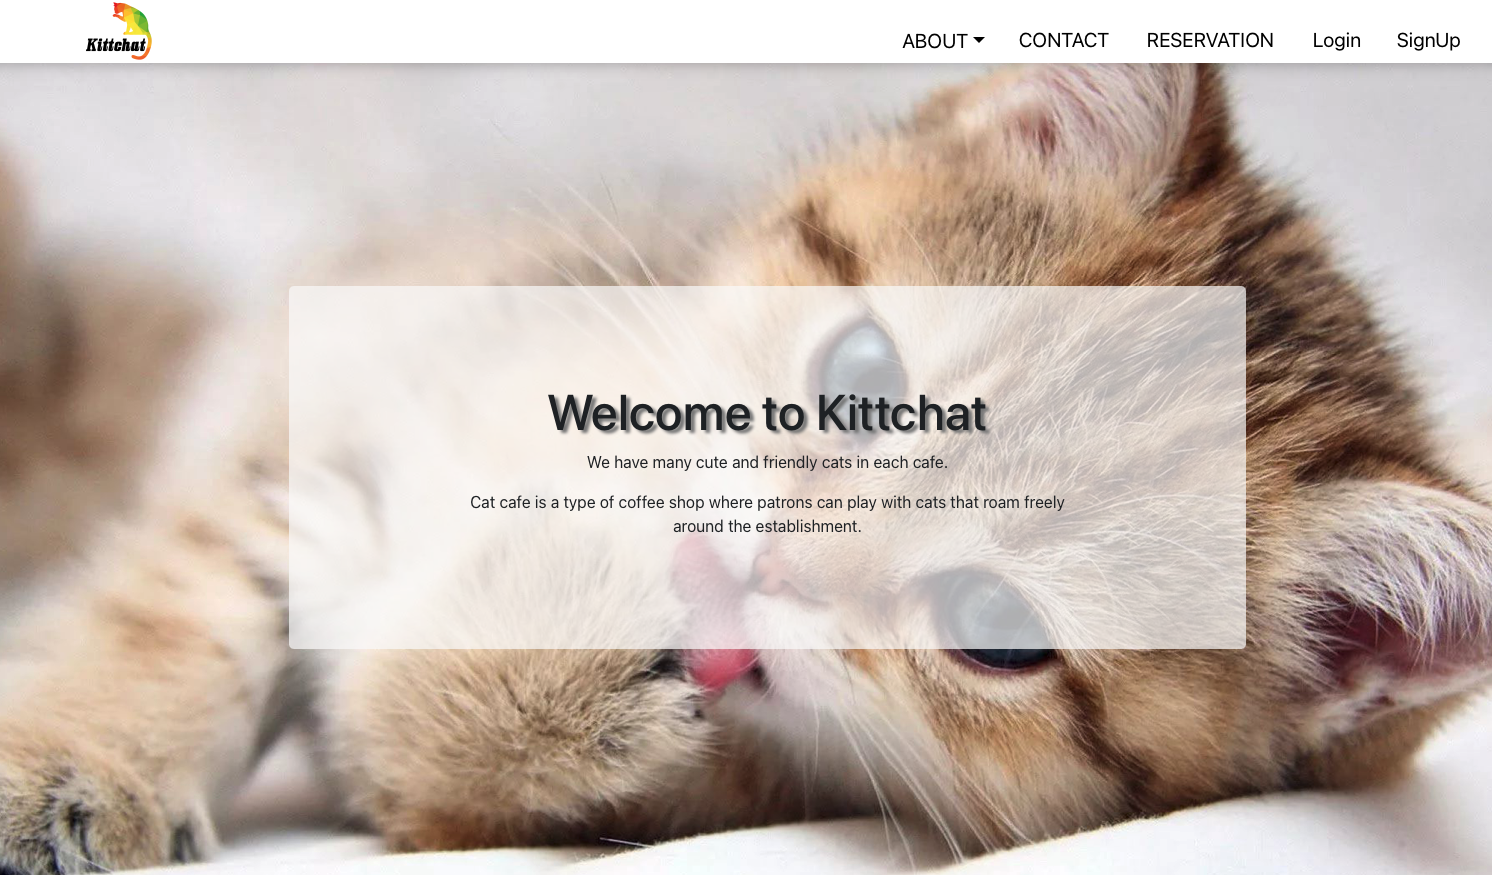 Kittchat
ABOUT CONTACT RESERVATION Login SignUp
Welcome to Kittchat
We have many cute and friendly cats in each cafe.
Cat cafe is a type of coffee shop where patrons can play with cats that roam freely
around the establishment.